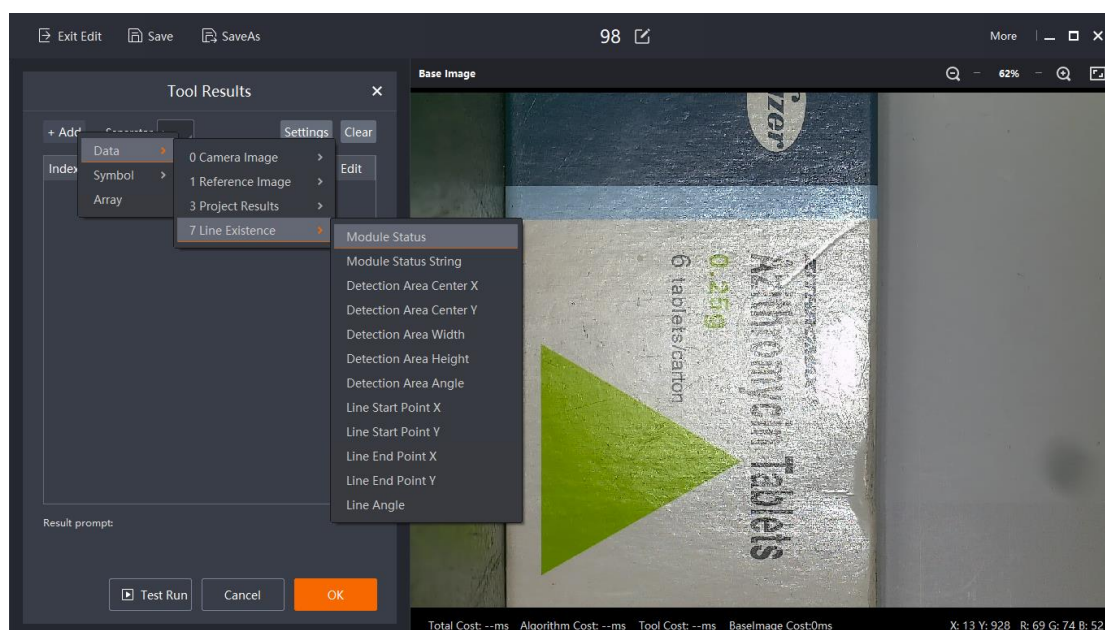 Exit Edit
Save
SaveAs
98
More
Tool Results
Base Image
62%
+ Add
Settings
Clear
Index
Edit
Data
Symbol
Array
0 Camera Image
1 Reference Image
3 Project Results
7 Line Existence
Module Status
Module Status String
Detection Area Center X
Detection Area Center Y
Detection Area Width
Detection Area Height
Detection Area Angle
Line Start Point X
Line Start Point Y
Line End Point X
Line End Point Y
Line Angle
Result prompt:
Test Run
Cancel
OK
zer
0.25g
6 tablets/carton
Azithromycin Tablets
Total Cost: --ms Algorithm Cost: --ms Tool Cost: --ms BaseImage Cost:0ms
X: 13 Y: 928 R: 69 G: 74 B: 52